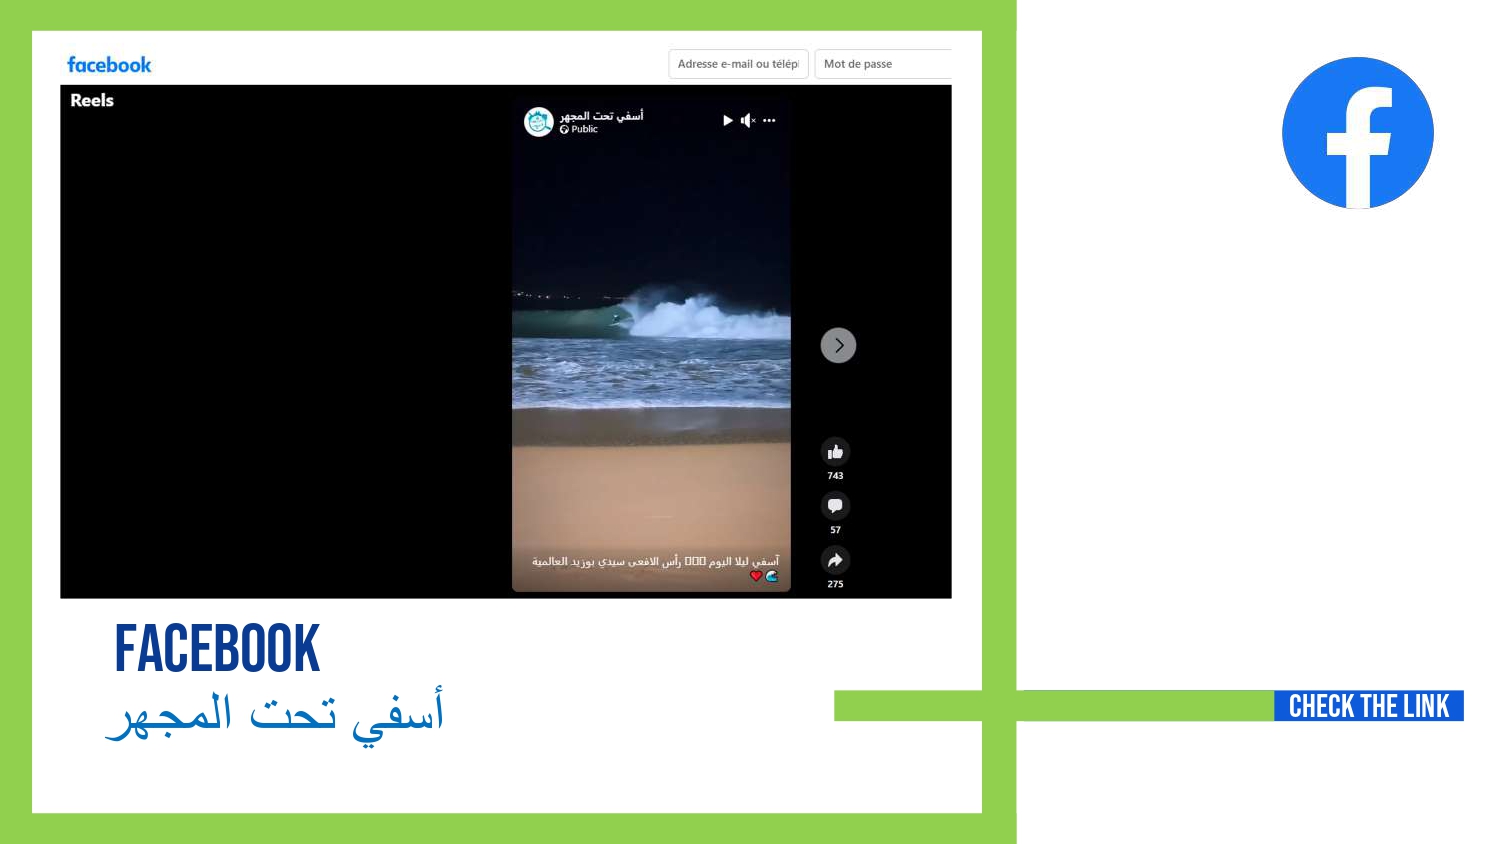 facebook
Adresse e-mail ou télép
Mot de passe
Reels
أسفي تحت المجهر
Public
743
57
275
آسفي ليلا اليوم رأس الافعى سيدي بوزيد العالمية
FACEBOOK
أسفي تحت المجهر
CHECK THE LINK